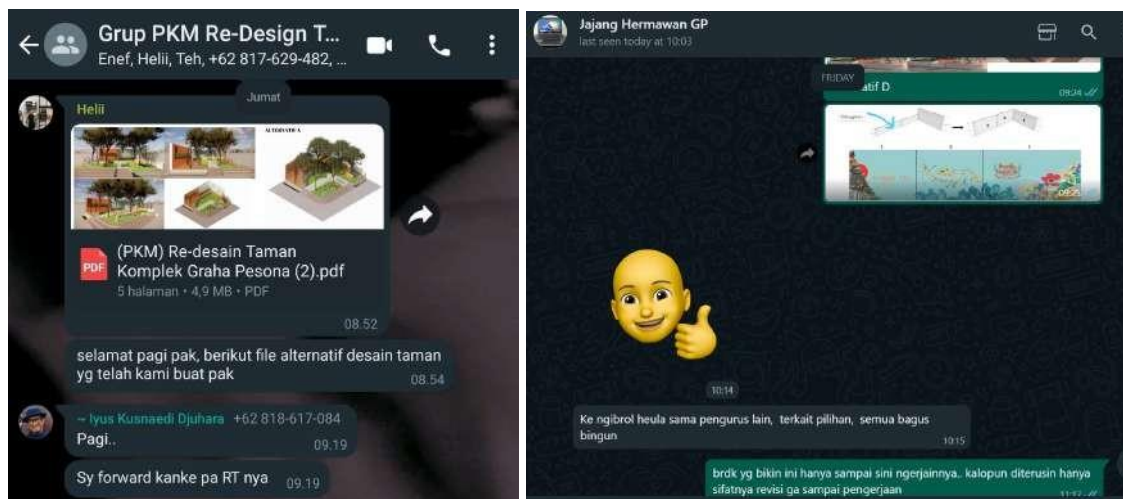 Grup PKM Re-Design T...
Enef, Helii, Teh, +62 817-629-482, ...
Jumat
Helii
ALTERNATIF A
(PKM) Re-desain Taman
Komplek Graha Pesona (2).pdf
PDF
5 halaman • 4,9 MB • PDF
08.52
selamat pagi pak, berikut file alternatif desain taman
yg telah kami buat pak
08.54
~ Iyus Kusnaedi Djuhara +62 818-617-084
Pagi..
09.19
Sy forward kanke pa RT nya
09.19
Jajang Hermawan GP
last seen today at 10:03
FRIDAY
atif D
09:24
09:25
10:14
Ke ngibrol heula sama pengurus lain, terkait pilihan, semua bagus
bingun
10:15
brdk yg bikin ini hanya sampai sini ngerjainnya.. kalopun diterusin hanya
sifatnya revisi ga sampai pengerjaan